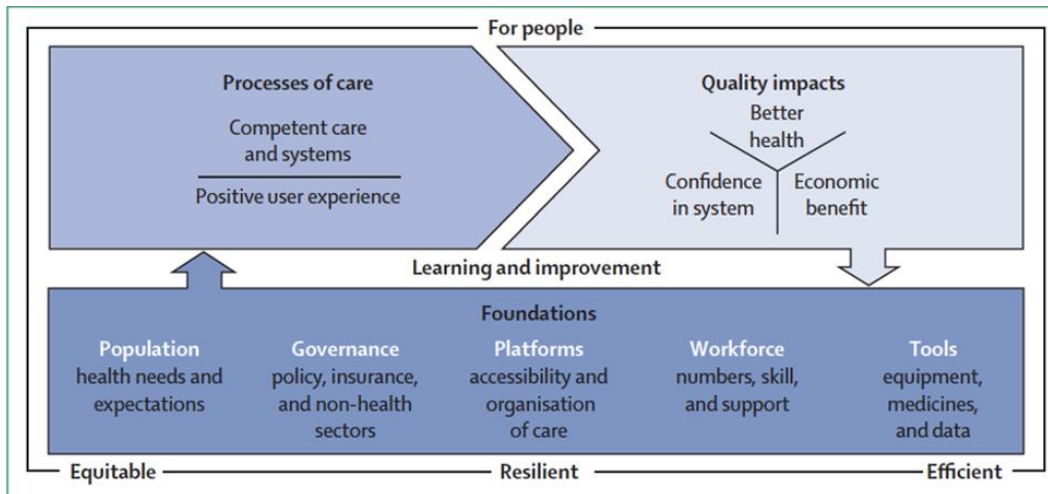 For people
Processes of care
Competent care
and systems
Positive user experience
Quality impacts
Better
health
Confidence
in system
Economic
benefit
Learning and improvement
Foundations
Population
health needs and
expectations
Governance
policy, insurance,
and non-health
sectors
Platforms
accessibility and
organisation
of care
Workforce
numbers, skill,
and support
Tools
equipment,
medicines,
and data
Equitable
Resilient
Efficient